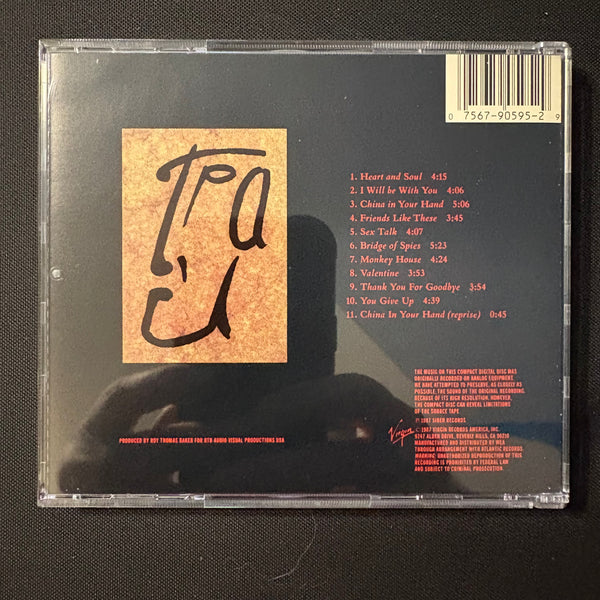 0 7567-90595-2 9
T'Pau
1. Heart and Soul 4:15
2. I Will be With You 4:06
3. China in Your Hand 5:06
4. Friends Like These 3:45
5. Sex Talk 4:07
6. Bridge of Spies 5:23
7. Monkey House 4:24
8. Valentine 3:53
9. Thank You For Goodbye 3:54
10. You Give Up 4:39
11. China In Your Hand (reprise) 0:45
THE MUSIC ON THIS COMPACT DIGITAL DISC WAS
ORIGINALLY RECORDED ON ANALOG EQUIPMENT.
WE HAVE ATTEMPTED TO PRESERVE, AS CLOSELY AS
POSSIBLE, THE SOUND OF THE ORIGINAL RECORDING.
BECAUSE OF ITS HIGH RESOLUTION, HOWEVER,
THE COMPACT DISC CAN REVEAL LIMITATIONS
OF THE SOURCE TAPE.
℗ 1987 SIREN RECORDS
© 1987 VIRGIN RECORDS AMERICA, INC.
9247 ALDEN DRIVE, BEVERLY HILLS, CA 90210
MANUFACTURED AND DISTRIBUTED BY WEA
THROUGH ARRANGEMENT WITH ATLANTIC RECORDS
WARNING: UNAUTHORIZED REPRODUCTION OF THIS
RECORDING IS PROHIBITED BY FEDERAL LAW
AND SUBJECT TO CRIMINAL PROSECUTION.
Virgin
PRODUCED BY ROY THOMAS BAKER FOR RTB-AUDIO VISUAL PRODUCTIONS USA